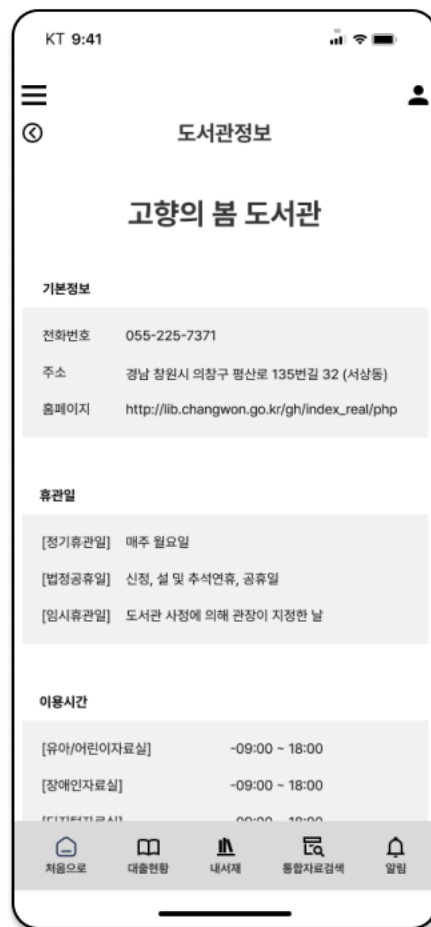 KT 9:41
도서관정보
고향의 봄 도서관
기본정보
전화번호 055-225-7371
주소 경남 창원시 의창구 평산로 135번길 32 (서상동)
홈페이지 http://lib.changwon.go.kr/gh/index_real/php
휴관일
[정기휴관일] 매주 월요일
[법정공휴일] 신정, 설 및 추석연휴, 공휴일
[임시휴관일] 도서관 사정에 의해 관장이 지정한 날
이용시간
[유아/어린이자료실] -09:00 ~ 18:00
[장애인자료실] -09:00 ~ 18:00
처음으로 대출현황 내서재 통합자료검색 알림